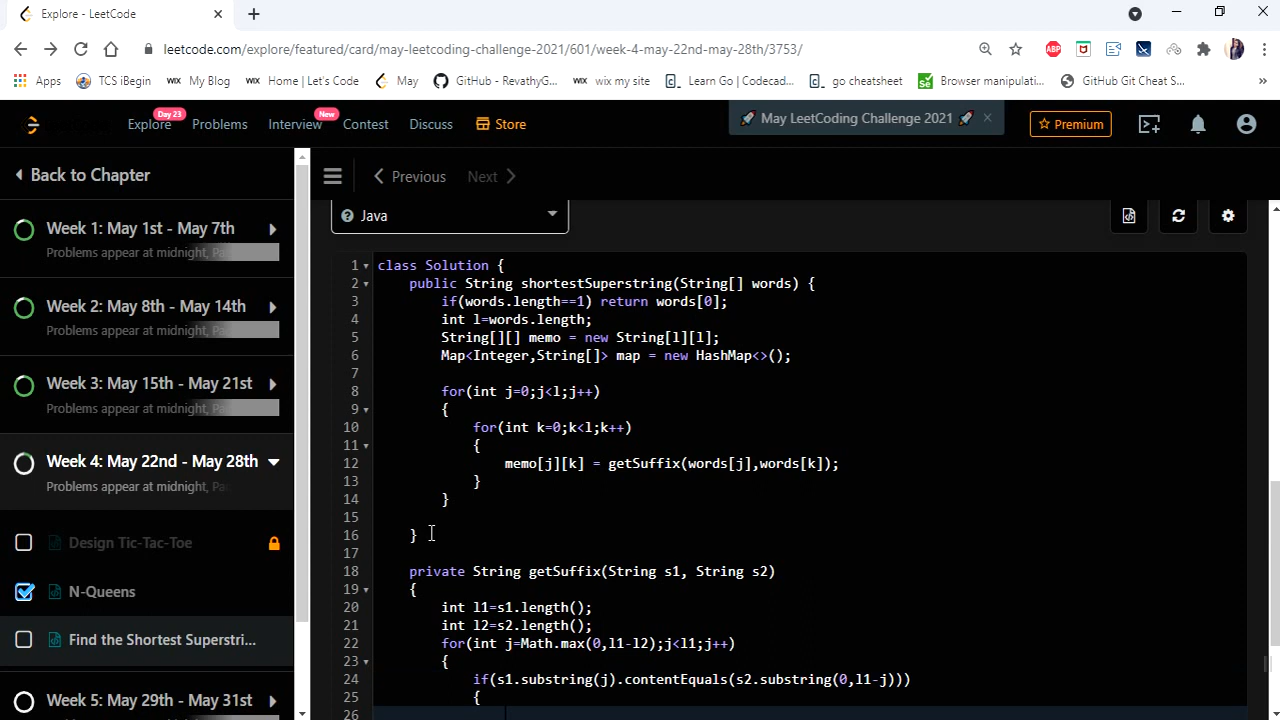 Explore - LeetCode
leetcode.com/explore/featured/card/may-leetcoding-challenge-2021/601/week-4-may-22nd-may-28th/3753/
ABP
Apps TCS iBegin WIX My Blog WIX Home | Let's Code May GitHub - RevathyG... WIX wix my site Learn Go | Codecad... go cheatsheet Browser manipulati... GitHub Git Cheat S... »
Day 23 New
Explore Problems Interview Contest Discuss Store May LeetCoding Challenge 2021 Premium
Back to Chapter
Previous Next
Week 1: May 1st - May 7th
Problems appear at midnight,
Week 2: May 8th - May 14th
Problems appear at midnight,
Week 3: May 15th - May 21st
Problems appear at midnight,
Week 4: May 22nd - May 28th
Problems appear at midnight,
Design Tic-Tac-Toe
N-Queens
Find the Shortest Superstri...
Week 5: May 29th - May 31st
Java
1 class Solution {
2 public String shortestSuperstring(String[] words) {
3 if(words.length==1) return words[0];
4 int l=words.length;
5 String[][] memo = new String[l][l];
6 Map<Integer,String[]> map = new HashMap<>();
7
8 for(int j=0;j<l;j++)
9 {
10 for(int k=0;k<l;k++)
11 {
12 memo[j][k] = getSuffix(words[j],words[k]);
13 }
14 }
15
16 }
17
18 private String getSuffix(String s1, String s2)
19 {
20 int l1=s1.length();
21 int l2=s2.length();
22 for(int j=Math.max(0,l1-l2);j<l1;j++)
23 {
24 if(s1.substring(j).contentEquals(s2.substring(0,l1-j)))
25 {
26